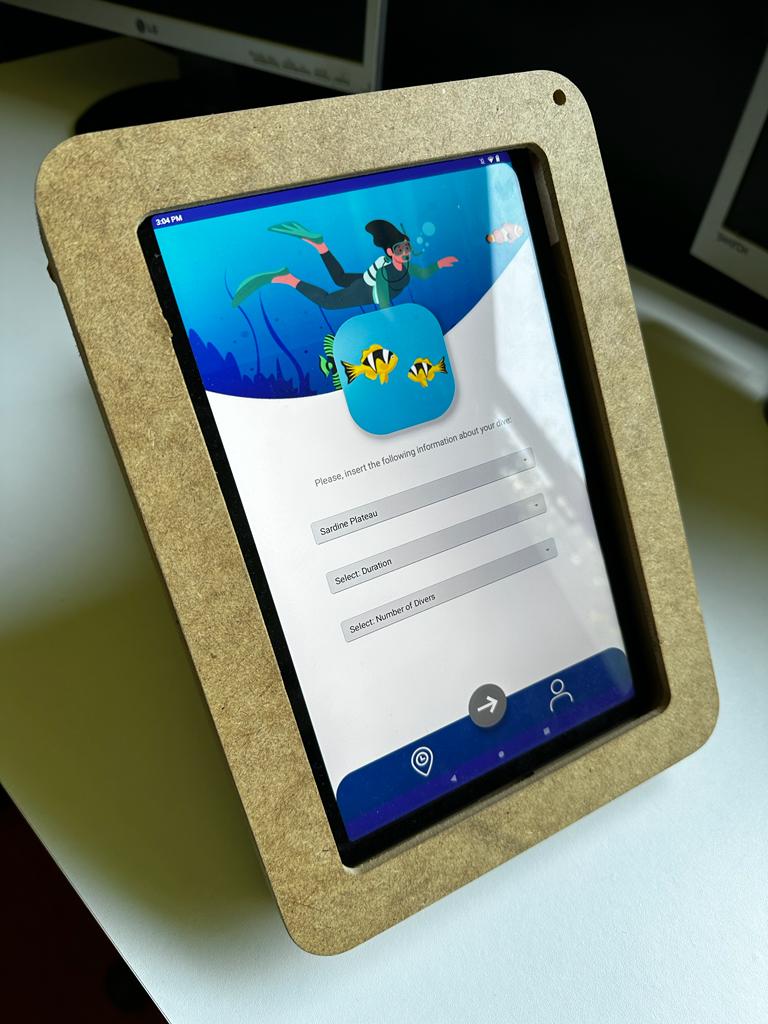 LG
3:04 PM
Please, insert the following information about your dive:
Sardine Plateau
Select: Duration
Select: Number of Divers